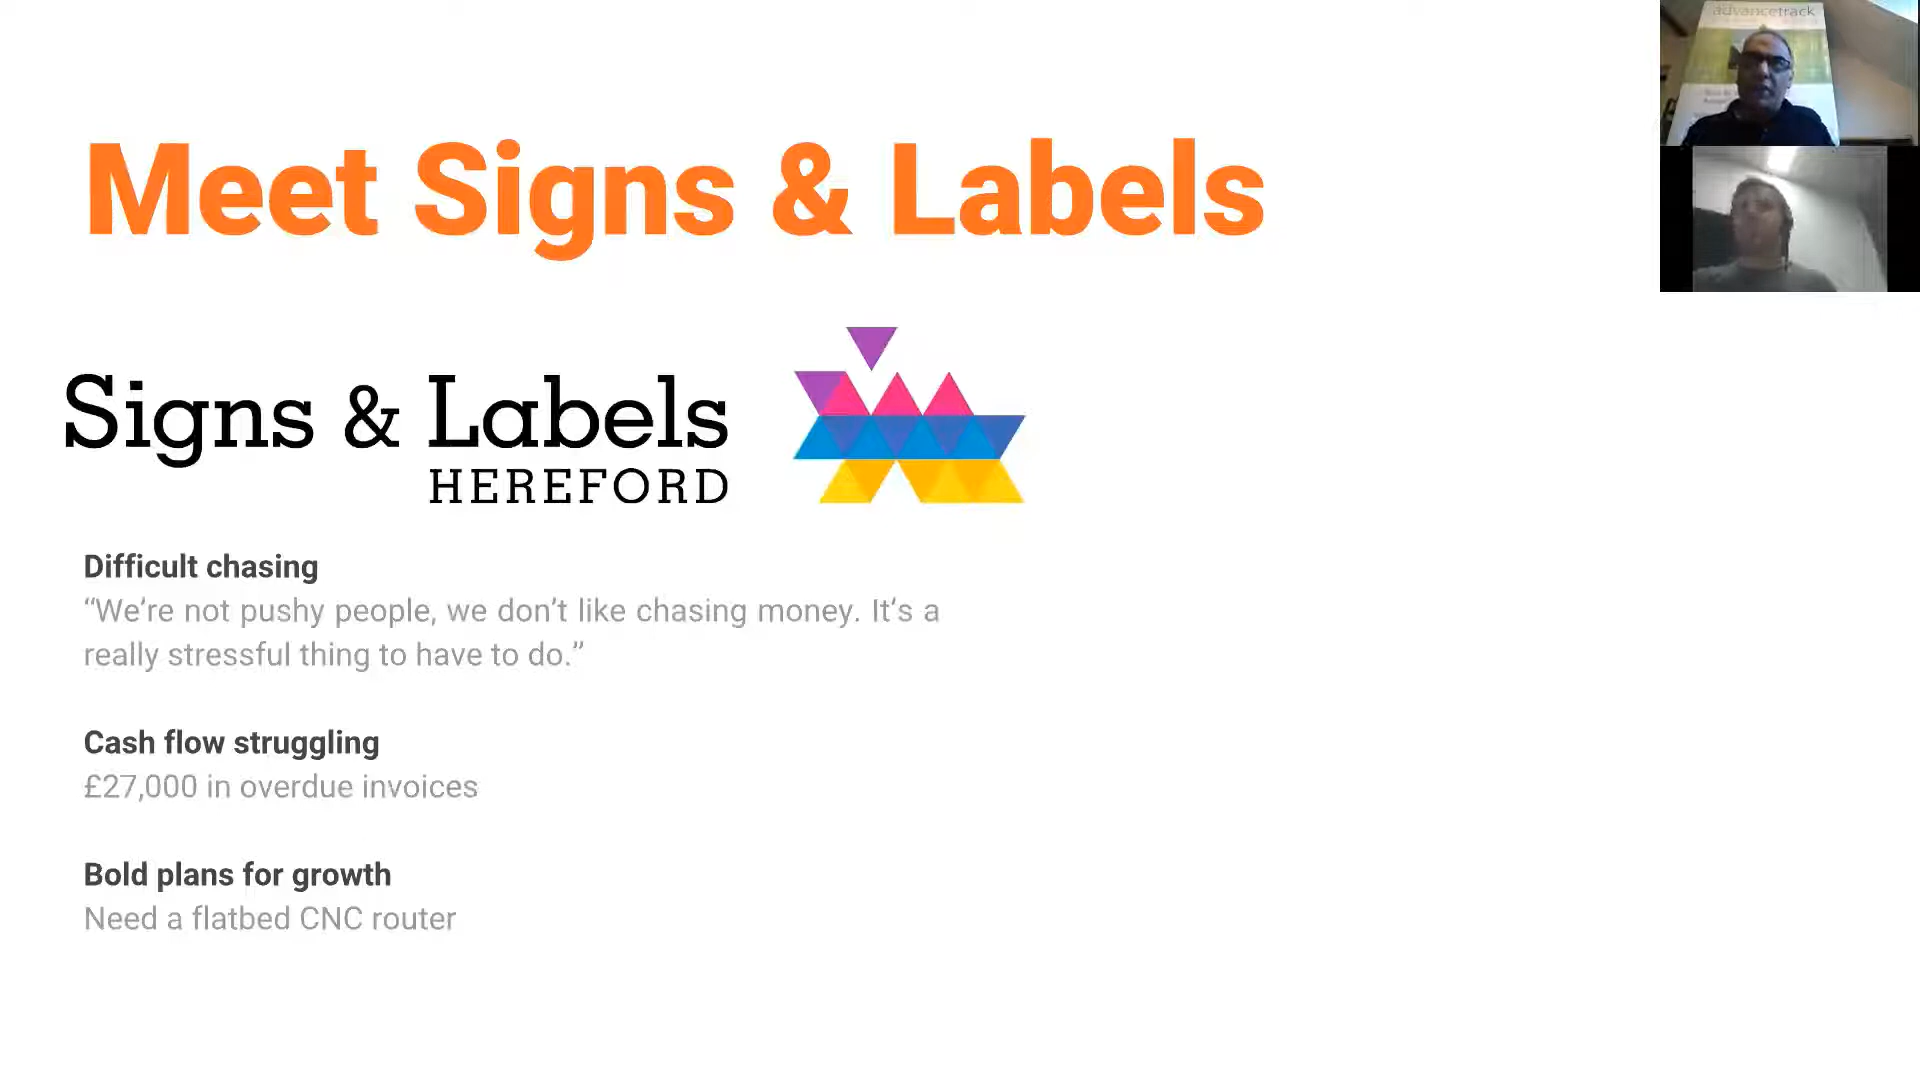 advancetrack
Meet Signs & Labels
Signs & Labels
HEREFORD
Difficult chasing
“We’re not pushy people, we don’t like chasing money. It’s a
really stressful thing to have to do.”
Cash flow struggling
£27,000 in overdue invoices
Bold plans for growth
Need a flatbed CNC router